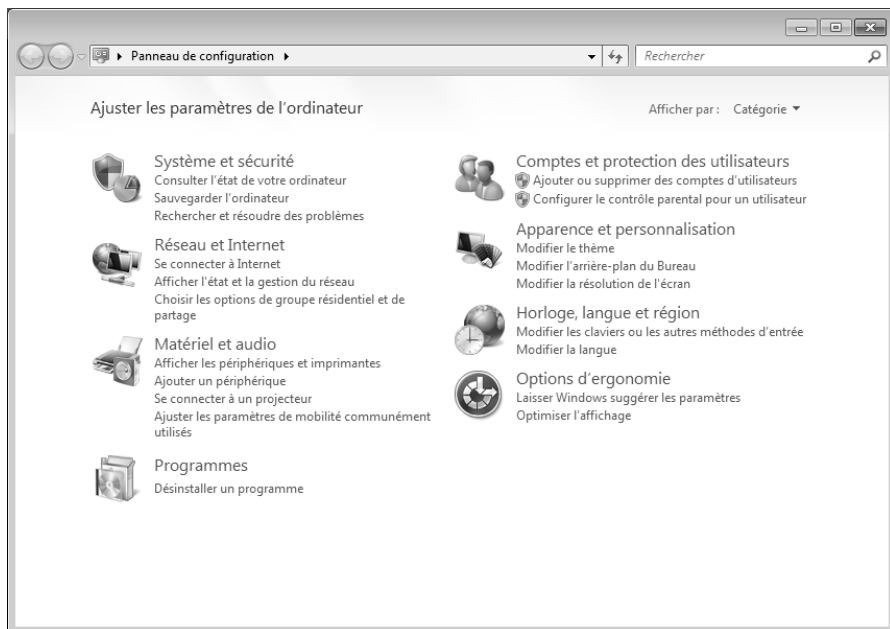 Panneau de configuration
Rechercher
Ajuster les paramètres de l'ordinateur
Afficher par : Catégorie
Système et sécurité
Consulter l'état de votre ordinateur
Sauvegarder l'ordinateur
Rechercher et résoudre des problèmes
Réseau et Internet
Se connecter à Internet
Afficher l'état et la gestion du réseau
Choisir les options de groupe résidentiel et de
partage
Matériel et audio
Afficher les périphériques et imprimantes
Ajouter un périphérique
Se connecter à un projecteur
Ajuster les paramètres de mobilité communément
utilisés
Programmes
Désinstaller un programme
Comptes et protection des utilisateurs
Ajouter ou supprimer des comptes d'utilisateurs
Configurer le contrôle parental pour un utilisateur
Apparence et personnalisation
Modifier le thème
Modifier l'arrière-plan du Bureau
Modifier la résolution de l'écran
Horloge, langue et région
Modifier les claviers ou les autres méthodes d'entrée
Modifier la langue
Options d'ergonomie
Laisser Windows suggérer les paramètres
Optimiser l'affichage